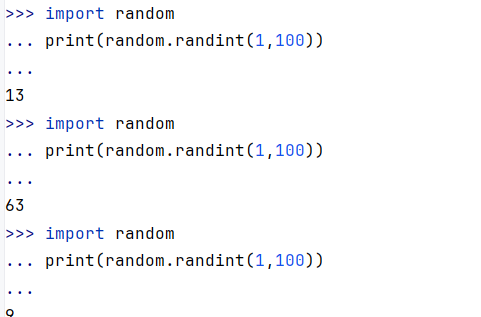 >>> import random
... print(random.randint(1,100))
...
13
>>> import random
... print(random.randint(1,100))
...
63
>>> import random
... print(random.randint(1,100))
...
9